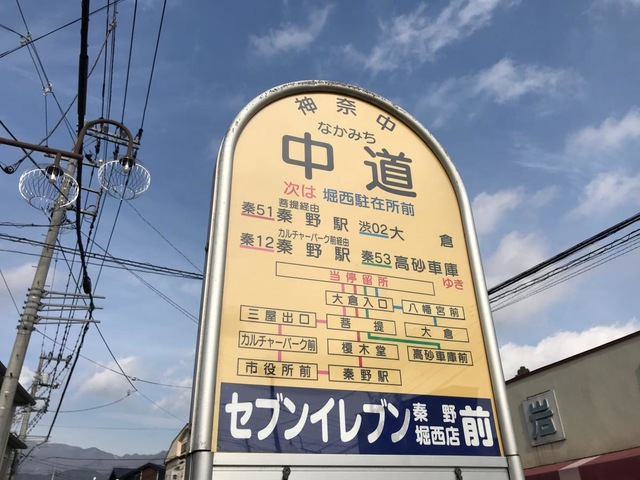 神奈中
なかみち
中道
次は 堀西駐在所前
菩提経由
秦51 秦野駅 渋02 大倉
カルチャーパーク前経由
秦12 秦野駅 秦53 高砂車庫
ゆき
当停留所
大倉入口 八幡宮前
三屋出口 菩提 大倉
カルチャーパーク前 榎木堂 高砂車庫前
市役所前 秦野駅
セブンイレブン 秦野堀西店 前
岩